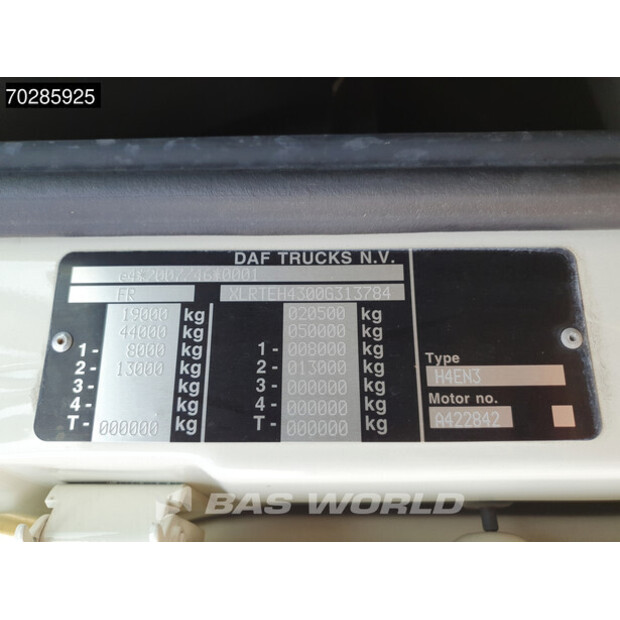 70285925
DAF TRUCKS N.V.
e4*2007/46*0001
FR XLRTEH4300G313784
19000 kg 020500 kg
44000 kg 050000 kg
1- 8000 kg 1- 008000 kg
2- 13000 kg 2- 013000 kg
3- kg 3- 000000 kg
4- kg 4- 000000 kg
T- 000000 kg T- 000000 kg
Type
H4EN3
Motor no.
A422842
BAS WORLD